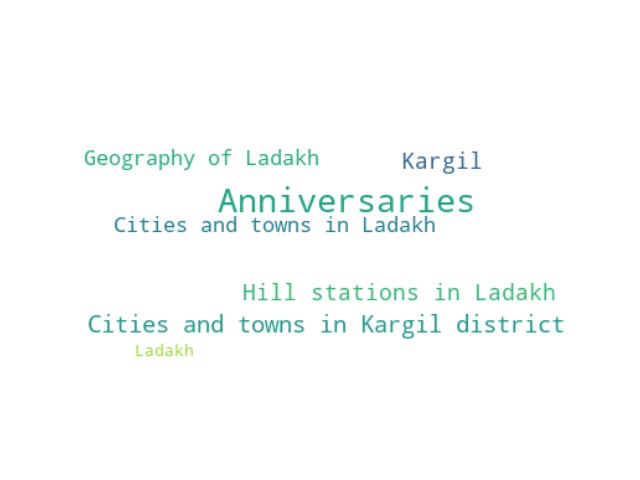 Geography of Ladakh
Kargil
Anniversaries
Cities and towns in Ladakh
Hill stations in Ladakh
Cities and towns in Kargil district
Ladakh